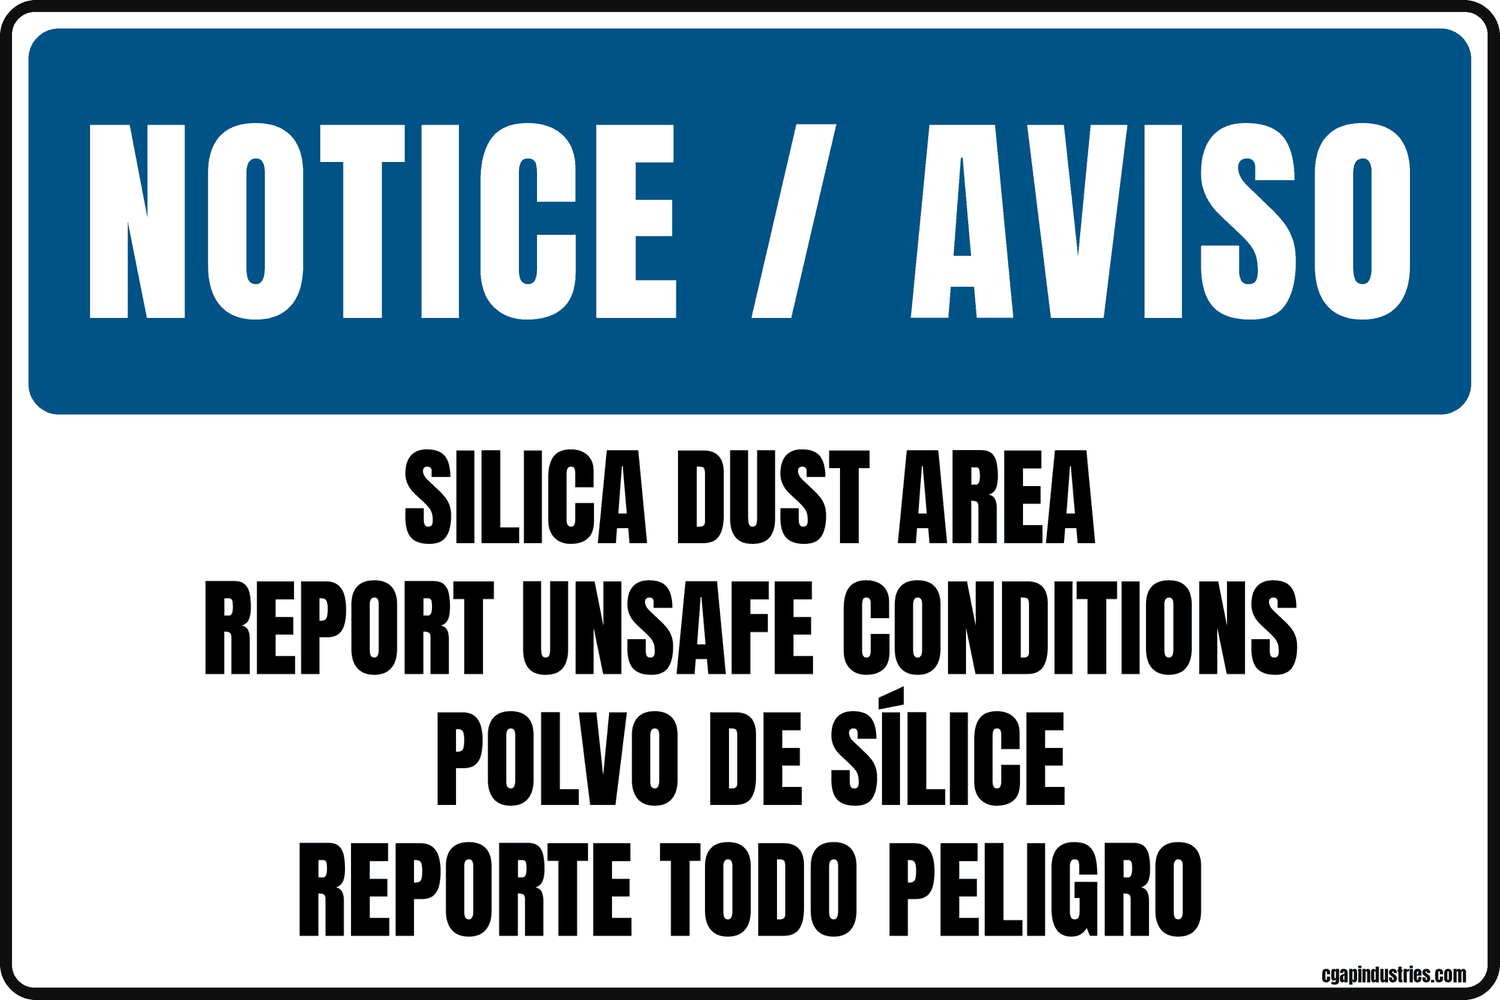 NOTICE / AVISO
SILICA DUST AREA
REPORT UNSAFE CONDITIONS
POLVO DE SÍLICE
REPORTE TODO PELIGRO
cgapindustries.com